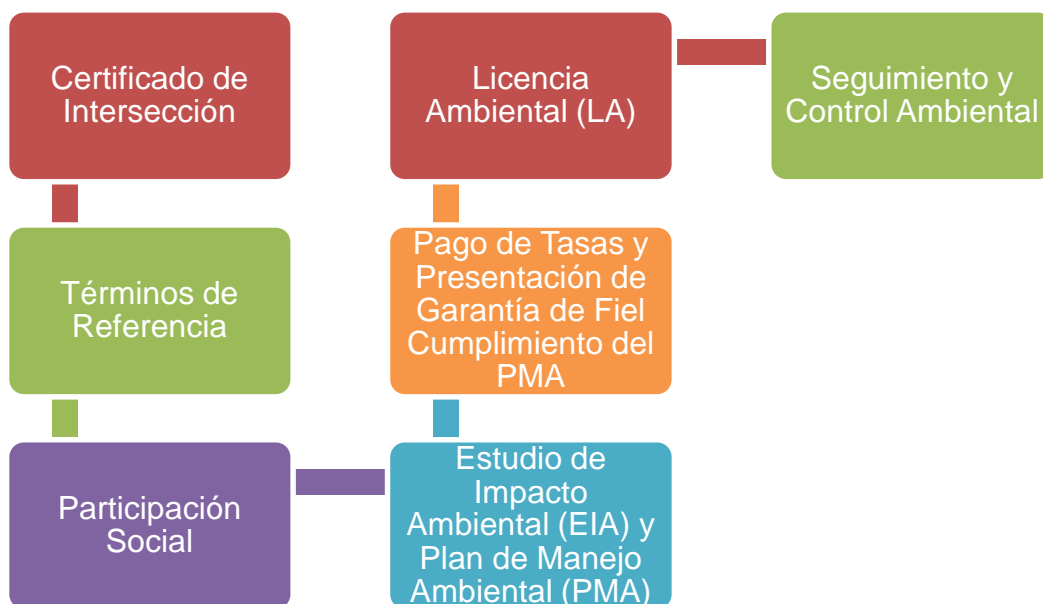 Certificado de
Intersección
Términos de
Referencia
Participación
Social
Estudio de
Impacto
Ambiental (EIA) y
Plan de Manejo
Ambiental (PMA)
Pago de Tasas y
Presentación de
Garantía de Fiel
Cumplimiento del
PMA
Licencia
Ambiental (LA)
Seguimiento y
Control Ambiental